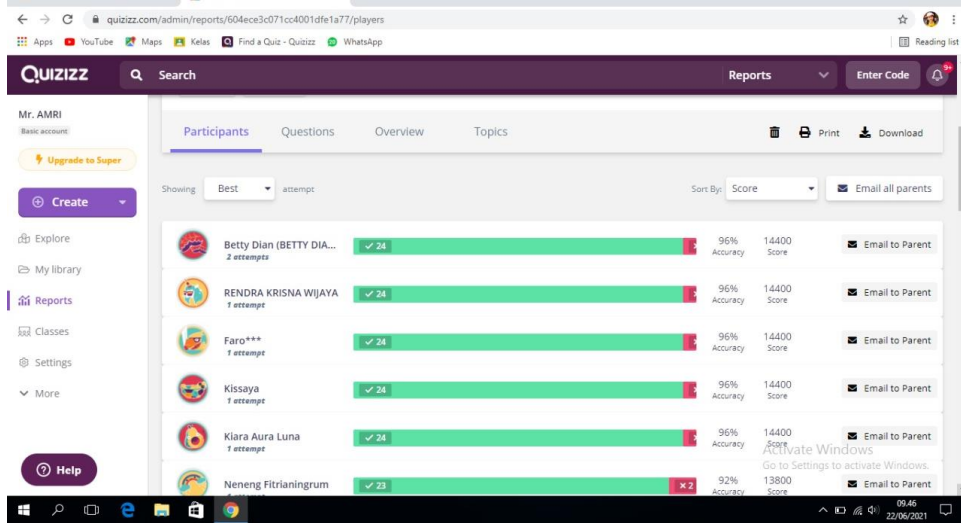 quizizz.com/admin/reports/604ece3c071cc4001dfe1a77/players
Apps YouTube Maps Kelas Find a Quiz - Quizizz WhatsApp Reading list
QUIZIZZ Search Reports Enter Code 9+
Mr. AMRI
Basic account
Upgrade to Super
Create
Explore
My library
Reports
Classes
Settings
More
Help
Participants Questions Overview Topics Print Download
Showing Best attempt Sort By: Score Email all parents
Betty Dian (BETTY DIA... 24 96% 14400 Email to Parent
2 attempts Accuracy Score
RENDRA KRISNA WIJAYA 24 96% 14400 Email to Parent
1 attempt Accuracy Score
Faro*** 24 96% 14400 Email to Parent
1 attempt Accuracy Score
Kissaya 24 96% 14400 Email to Parent
1 attempt Accuracy Score
Kiara Aura Luna 24 96% 14400 Email to Parent
1 attempt Accuracy Score
Activate Windows
Go to Settings to activate Windows.
Neneng Fitrianingrum 23 2 92% 13800 Email to Parent
Accuracy Score
09.46
22/06/2021